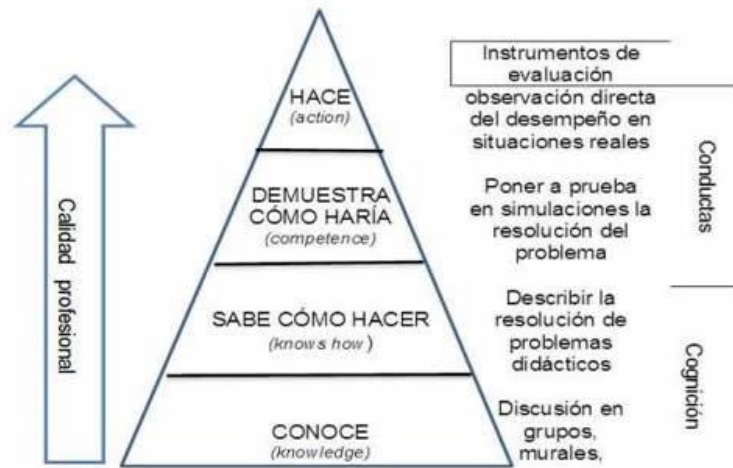 Instrumentos de
evaluación
observación directa
del desempeño en
situaciones reales
HACE
(action)
Conductas
DEMUESTRA
CÓMO HARÍA
(competence)
Poner a prueba
en simulaciones la
resolución del
problema
Calidad profesional
SABE CÓMO HACER
(knows how)
Describir la
resolución de
problemas
didácticos
Cognición
CONOCE
(knowledge)
Discusión en
grupos,
murales,